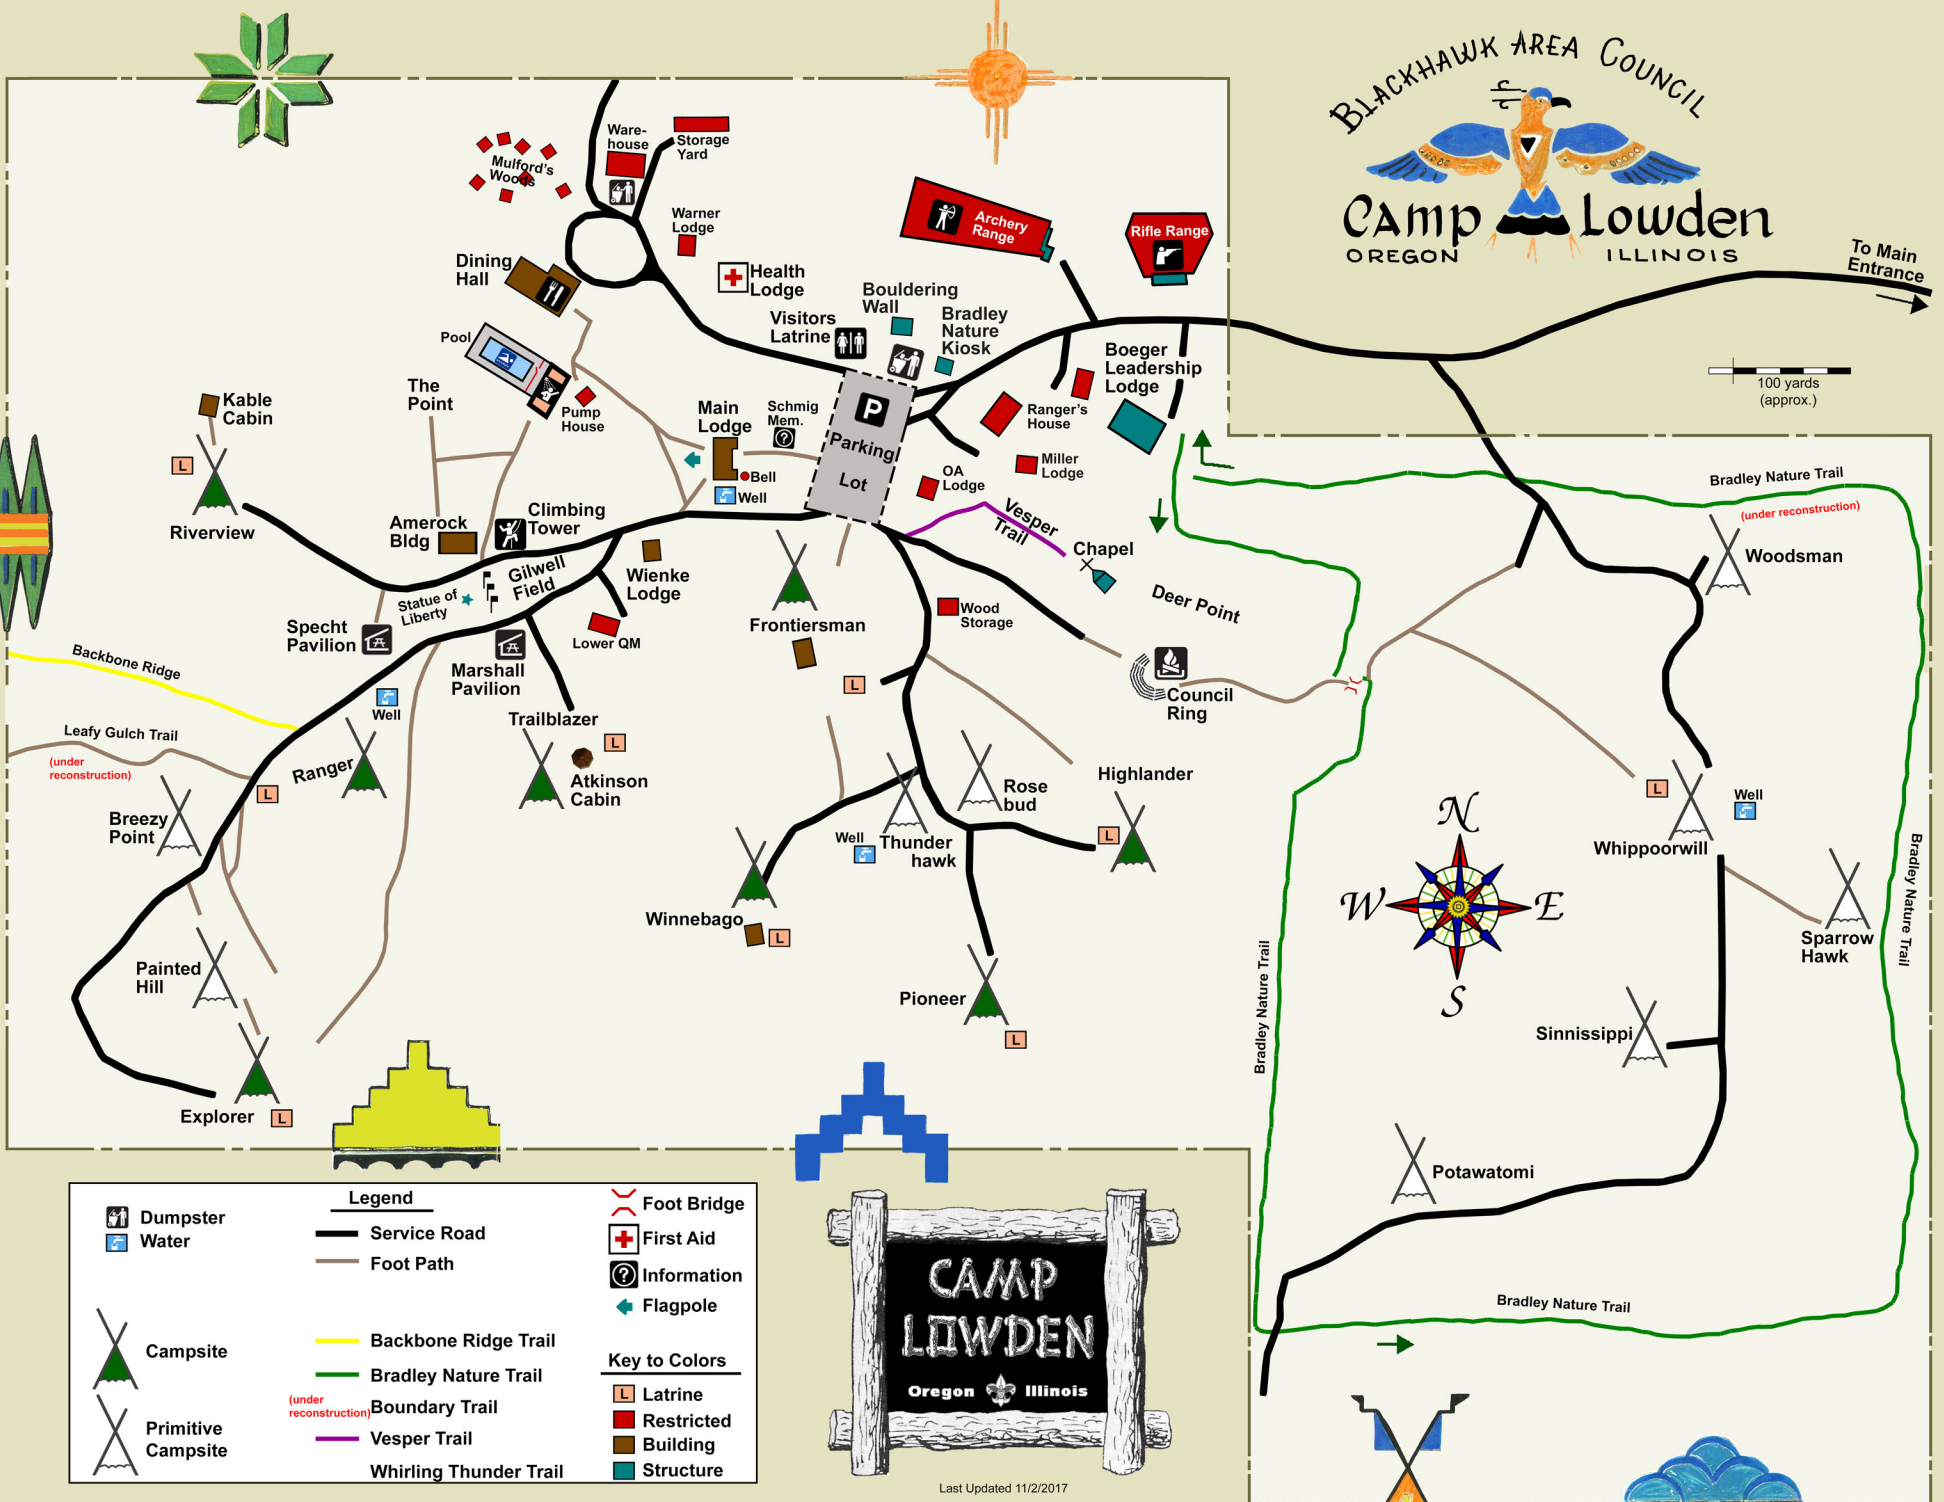 BLACKHAWK AREA COUNCIL
CAMP Lowden
OREGON ILLINOIS
To Main
Entrance
100 yards
(approx.)
Mulford's
Woods
Ware-
house
Storage
Yard
Warner
Lodge
Dining
Hall
Health
Lodge
Archery
Range
Rifle Range
Bouldering
Wall
Visitors
Latrine
Bradley
Nature
Kiosk
Boeger
Leadership
Lodge
Pool
Pump
House
The
Point
Kable
Cabin
L
Riverview
Main
Lodge
Schmig
Mem.
?
Bell
Well
P
Parking
Lot
Ranger's
House
Miller
Lodge
OA
Lodge
Vesper
Trail
Chapel
Deer Point
Bradley Nature Trail
(under reconstruction)
Woodsman
Amerock
Bldg
Climbing
Tower
Gilwell
Field
Statue of
Liberty
Wienke
Lodge
Lower QM
Specht
Pavilion
Marshall
Pavilion
Frontiersman
L
Wood
Storage
Council
Ring
Backbone Ridge
Leafy Gulch Trail
(under
reconstruction)
Well
Ranger
L
Trailblazer
L
Atkinson
Cabin
Breezy
Point
Rose
bud
Highlander
L
Well
Thunder
hawk
Winnebago
L
Pioneer
L
Painted
Hill
Explorer
L
L
Well
Whippoorwill
Sparrow
Hawk
Sinnissippi
Potawatomi
N
W
E
S
Bradley Nature Trail
Bradley Nature Trail
Bradley Nature Trail
Legend
Dumpster
Water
Campsite
Primitive
Campsite
Service Road
Foot Path
Backbone Ridge Trail
Bradley Nature Trail
(under
reconstruction)
Boundary Trail
Vesper Trail
Whirling Thunder Trail
Foot Bridge
First Aid
?
Information
Flagpole
Key to Colors
L
Latrine
Restricted
Building
Structure
CAMP
LOWDEN
Oregon Illinois
Last Updated 11/2/2017